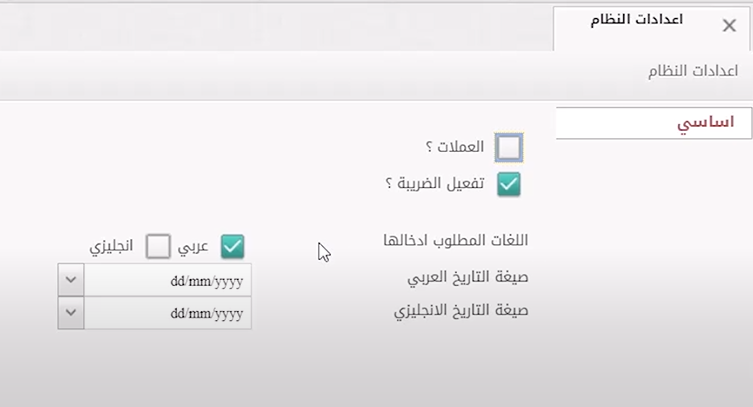 اعدادات النظام
اعدادات النظام
اساسي
العملات ؟
تفعيل الضريبة ؟
اللغات المطلوب ادخالها عربي انجليزي
صيغة التاريخ العربي dd/mm/yyyy
صيغة التاريخ الانجليزي dd/mm/yyyy